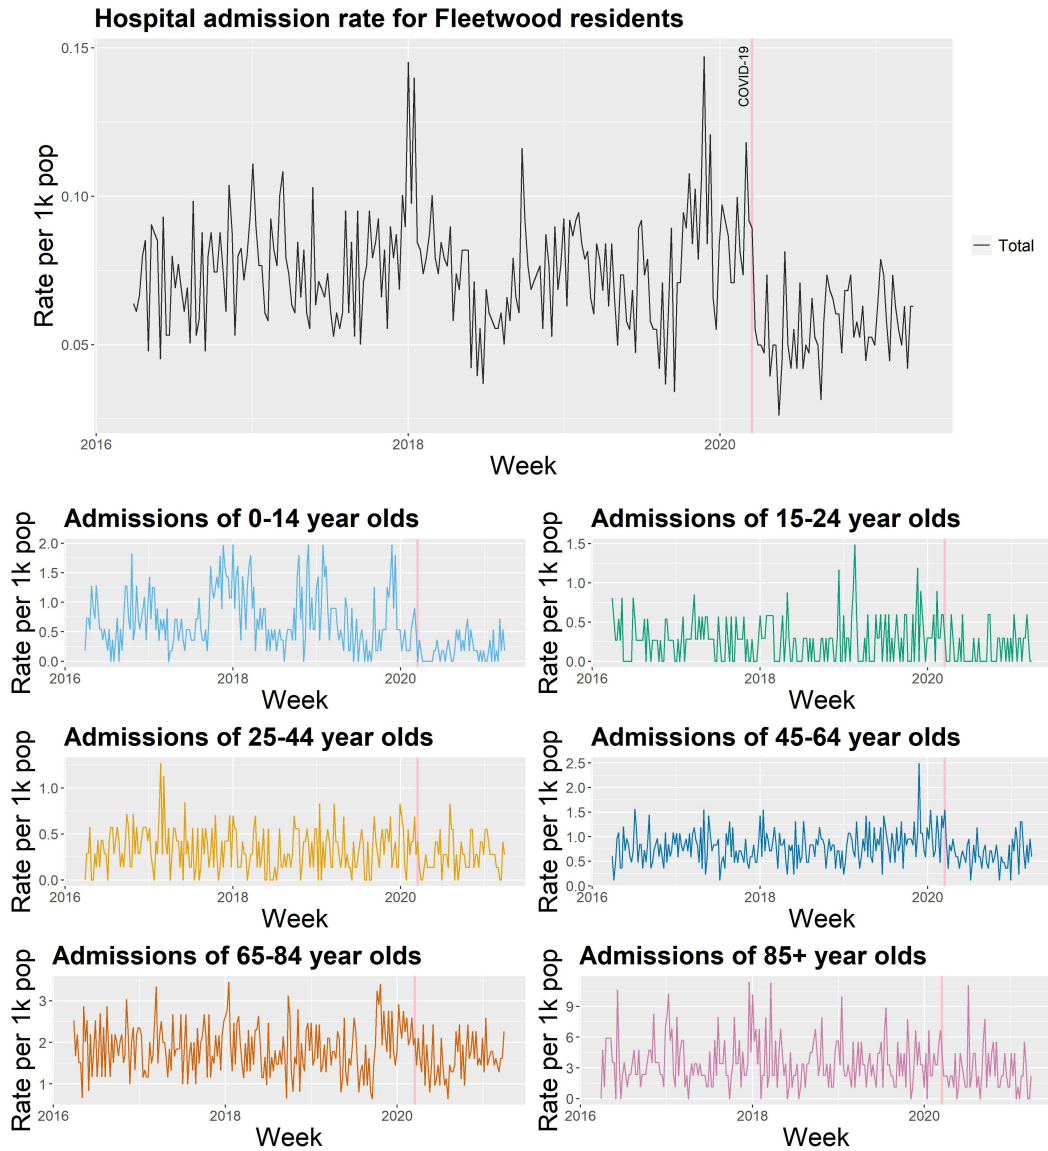 Hospital admission rate for Fleetwood residents
Rate per 1k pop
0.15
0.10
0.05
COVID-19
Total
2016
2018
2020
Week
Admissions of 0-14 year olds
Rate per 1k pop
2.0
1.5
1.0
0.5
0.0
2016
2018
2020
Week
Admissions of 15-24 year olds
Rate per 1k pop
1.5
1.0
0.5
0.0
2016
2018
2020
Week
Admissions of 25-44 year olds
Rate per 1k pop
1.0
0.5
0.0
2016
2018
2020
Week
Admissions of 45-64 year olds
Rate per 1k pop
2.5
2.0
1.5
1.0
0.5
0.0
2016
2018
2020
Week
Admissions of 65-84 year olds
Rate per 1k pop
3
2
1
2016
2018
2020
Week
Admissions of 85+ year olds
Rate per 1k pop
9
6
3
0
2016
2018
2020
Week